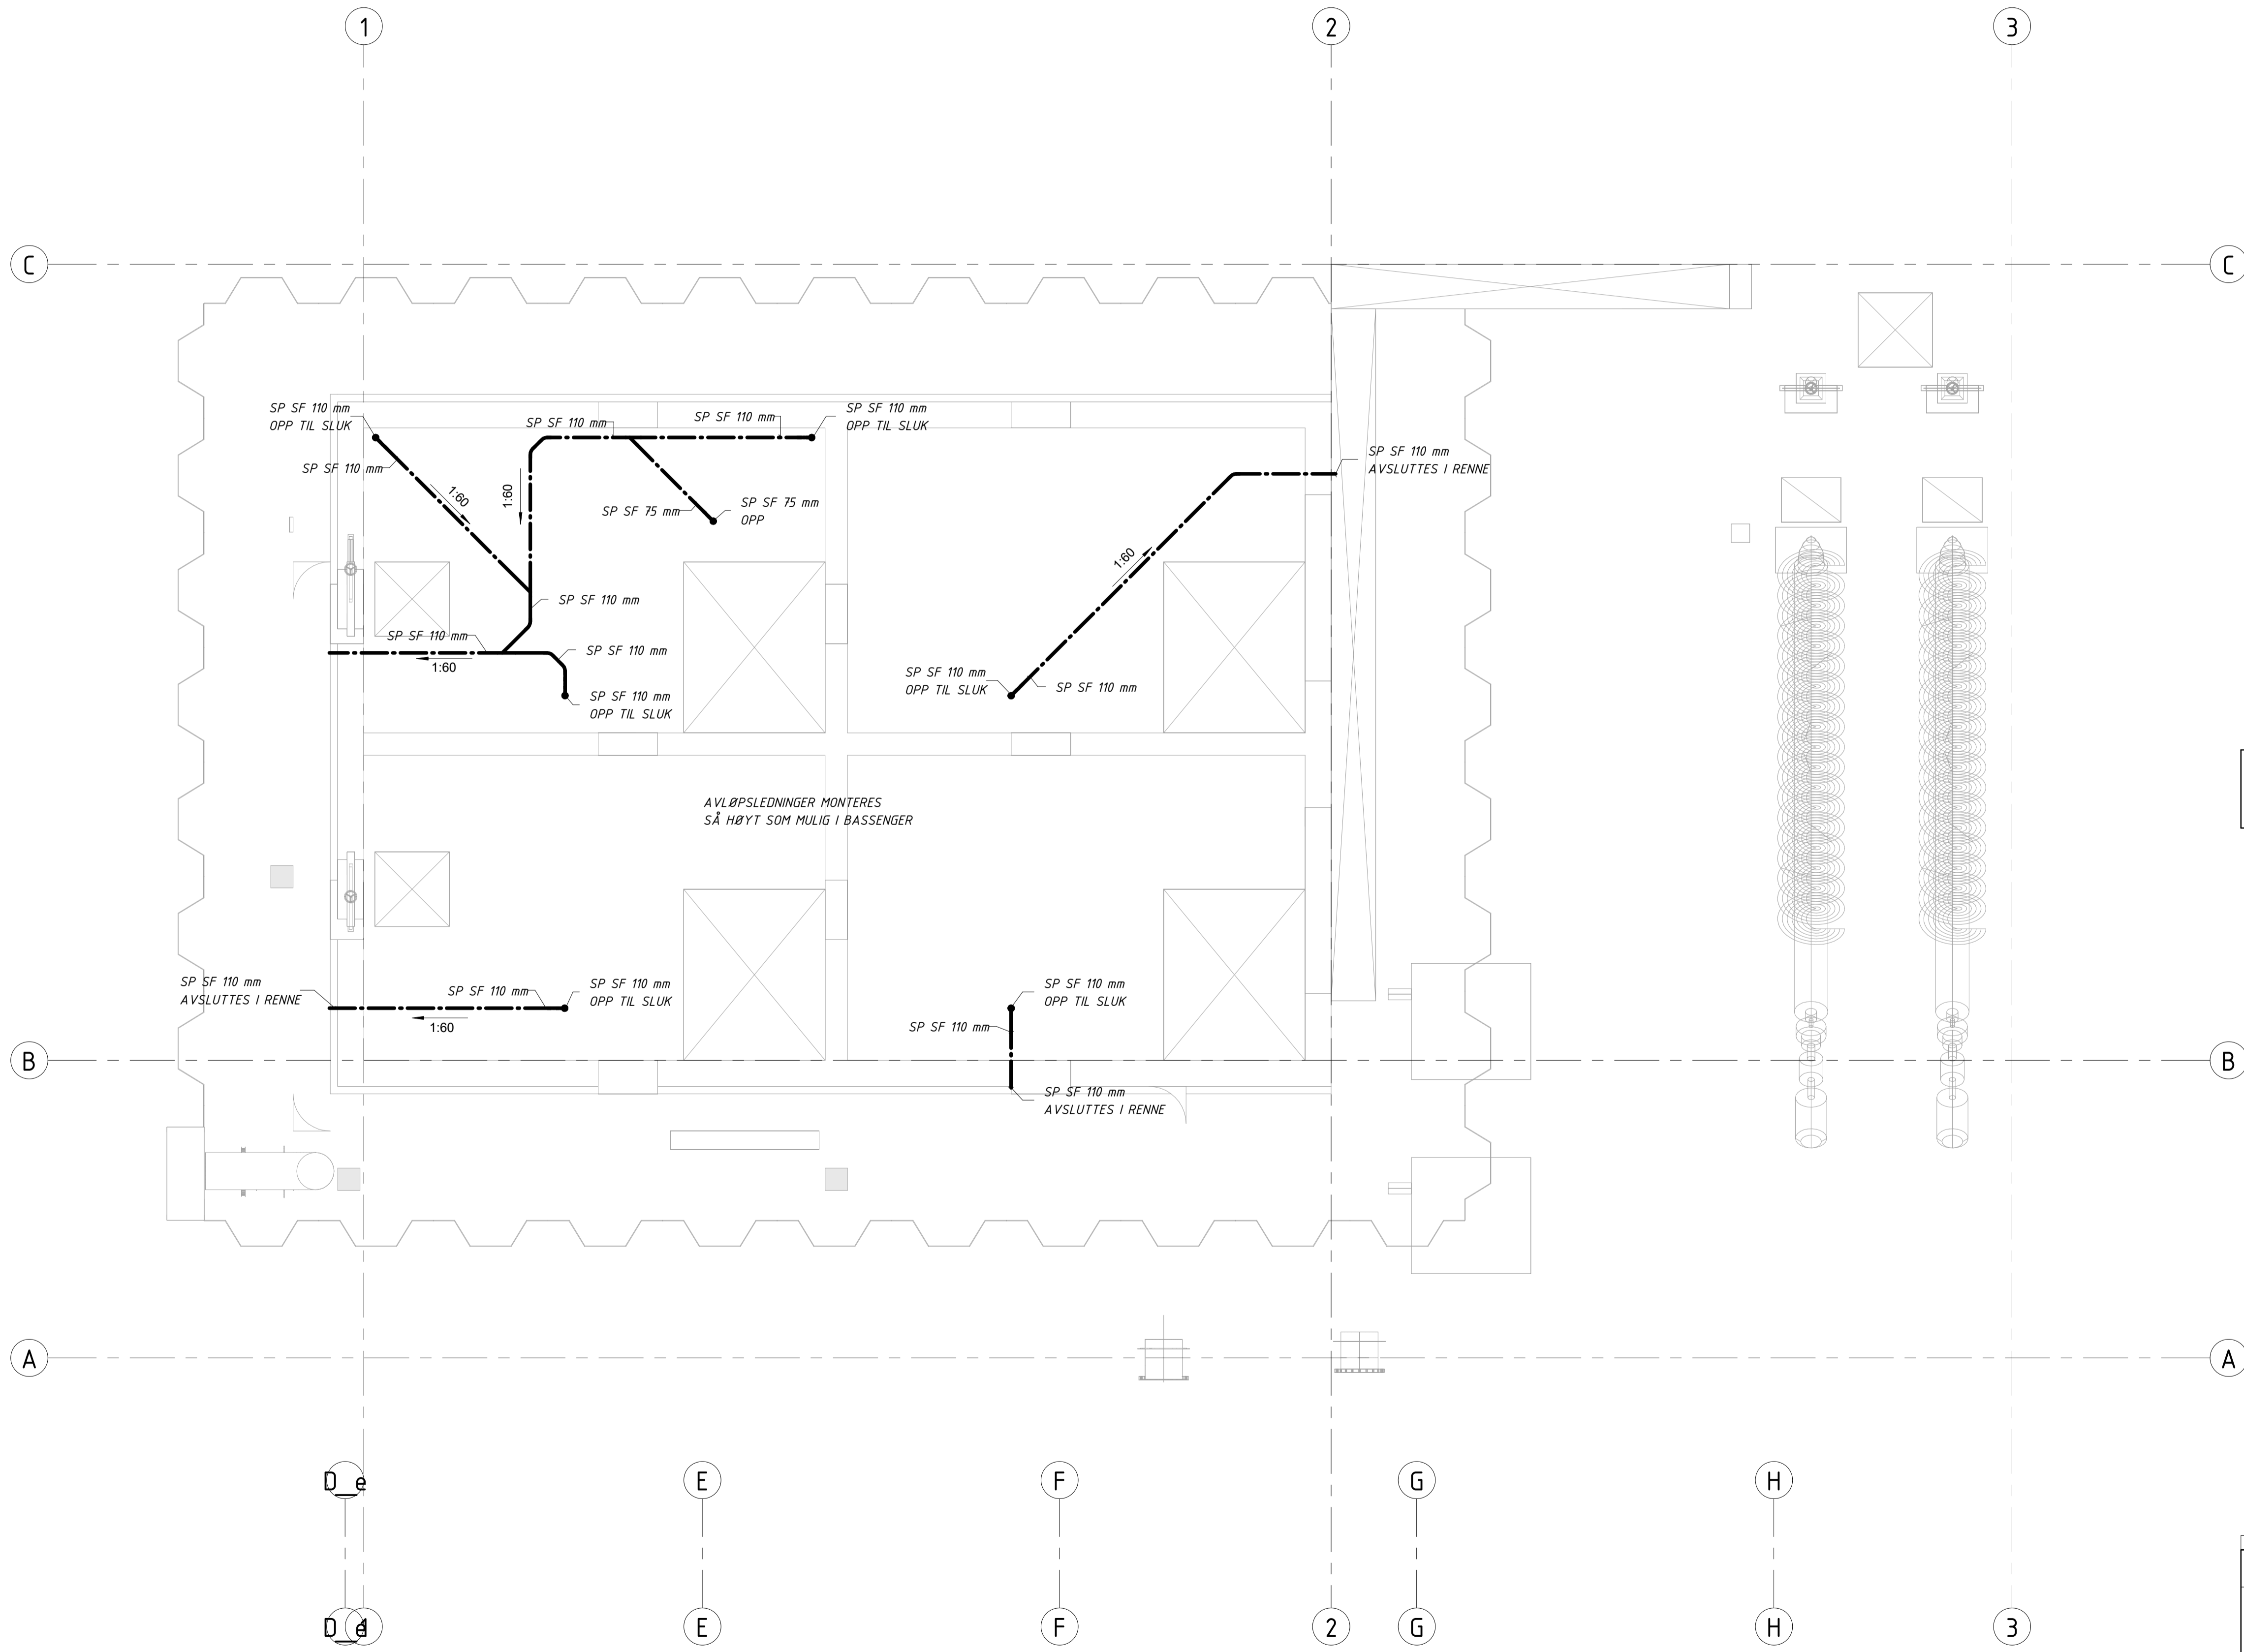 1
2
3
C
C
SP SF 110 mm
OPP TIL SLUK
SP SF 110 mm
SP SF 110 mm
SP SF 110 mm
OPP TIL SLUK
SP SF 110 mm
1:60
1:60
SP SF 75 mm
SP SF 75 mm
OPP
SP SF 110 mm
AVSLUTTES I RENNE
1:60
SP SF 110 mm
SP SF 110 mm
1:60
SP SF 110 mm
SP SF 110 mm
OPP TIL SLUK
SP SF 110 mm
OPP TIL SLUK
SP SF 110 mm
AVLØPSLEDNINGER MONTERES
SÅ HØYT SOM MULIG I BASSENGER
SP SF 110 mm
AVSLUTTES I RENNE
SP SF 110 mm
SP SF 110 mm
OPP TIL SLUK
1:60
SP SF 110 mm
OPP TIL SLUK
SP SF 110 mm
B
B
SP SF 110 mm
AVSLUTTES I RENNE
A
A
D_e
E
F
G
H
D_e
1
E
F
2
G
H
3